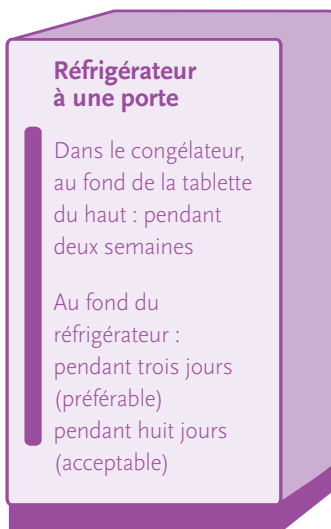 Réfrigérateur
à une porte
Dans le congélateur,
au fond de la tablette
du haut : pendant
deux semaines
Au fond du
réfrigérateur :
pendant trois jours
(préférable)
pendant huit jours
(acceptable)